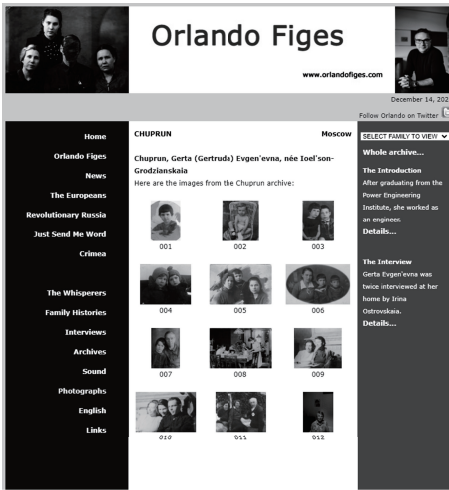 Orlando Figes
www.orlandofiges.com
December 14, 202
Follow Orlando on Twitter
Home
Orlando Figes
News
The Europeans
Revolutionary Russia
Just Send Me Word
Crimea
The Whisperers
Family Histories
Interviews
Archives
Sound
Photographs
English
Links
CHUPRUN Moscow
Chuprun, Gerta (Gertruda) Evgen'evna, née Ioel'son-
Grodzianskaia
Here are the images from the Chuprun archive:
001 002 003
004 005 006
007 008 009
010 011 012
SELECT FAMILY TO VIEW
Whole archive...
The Introduction
After graduating from the
Power Engineering
Institute, she worked as
an engineer.
Details...
The Interview
Gerta Evgen'evna was
twice interviewed at her
home by Irina
Ostrovskaia.
Details...